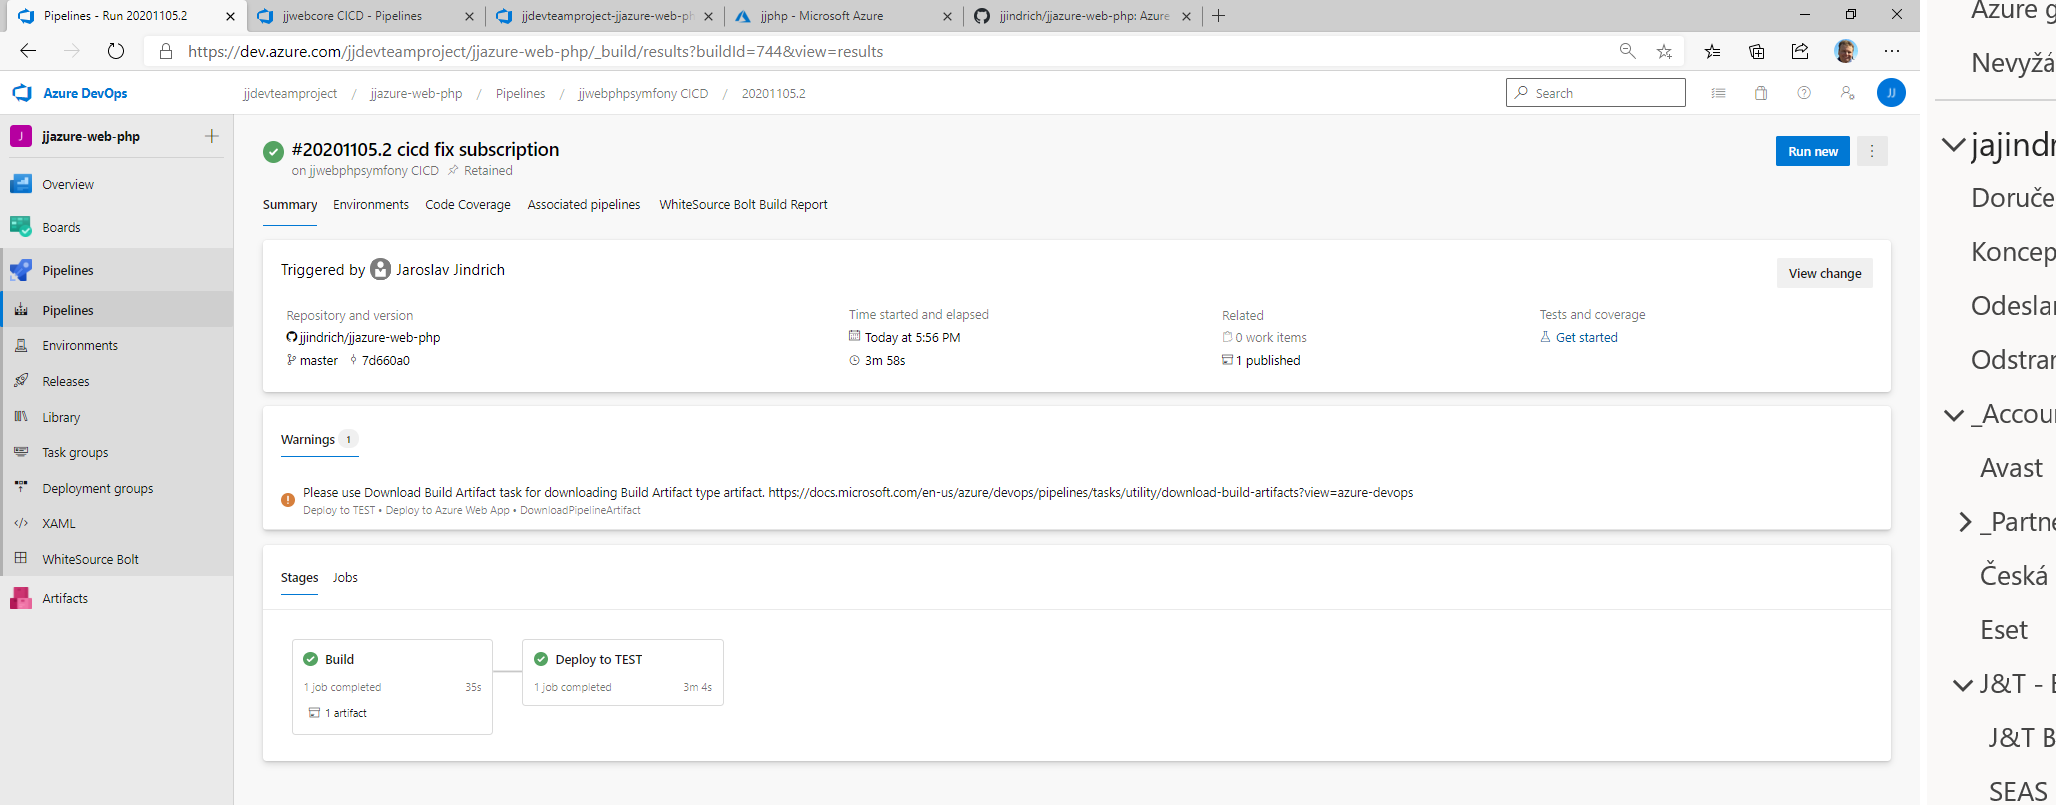 Pipelines - Run 20201105.2
jjwebcore CICD - Pipelines
jjdevteamproject-jjazure-web-ph
jjphp - Microsoft Azure
jjindrich/jjazure-web-php: Azure
https://dev.azure.com/jjdevteamproject/jjazure-web-php/_build/results?buildId=744&view=results
Azure DevOps
jjdevteamproject / jjazure-web-php / Pipelines / jjwebphpsymfony CICD / 20201105.2
Search
JJ
J jjazure-web-php
Overview
Boards
Pipelines
Pipelines
Environments
Releases
Library
Task groups
Deployment groups
XAML
WhiteSource Bolt
Artifacts
#20201105.2 cicd fix subscription
on jjwebphpsymfony CICD Retained
Run new
Summary Environments Code Coverage Associated pipelines WhiteSource Bolt Build Report
Triggered by Jaroslav Jindrich
View change
Repository and version
jjindrich/jjazure-web-php
master 7d660a0
Time started and elapsed
Today at 5:56 PM
3m 58s
Related
0 work items
1 published
Tests and coverage
Get started
Warnings 1
Please use Download Build Artifact task for downloading Build Artifact type artifact. https://docs.microsoft.com/en-us/azure/devops/pipelines/tasks/utility/download-build-artifacts?view=azure-devops
Deploy to TEST • Deploy to Azure Web App • DownloadPipelineArtifact
Stages Jobs
Build
1 job completed 35s
1 artifact
Deploy to TEST
1 job completed 3m 4s
Azure g
Nevyžá
jajindr
Doruče
Koncep
Odeslan
Odstran
_Accoun
Avast
_Partne
Česká
Eset
J&T - E
J&T B
SEAS